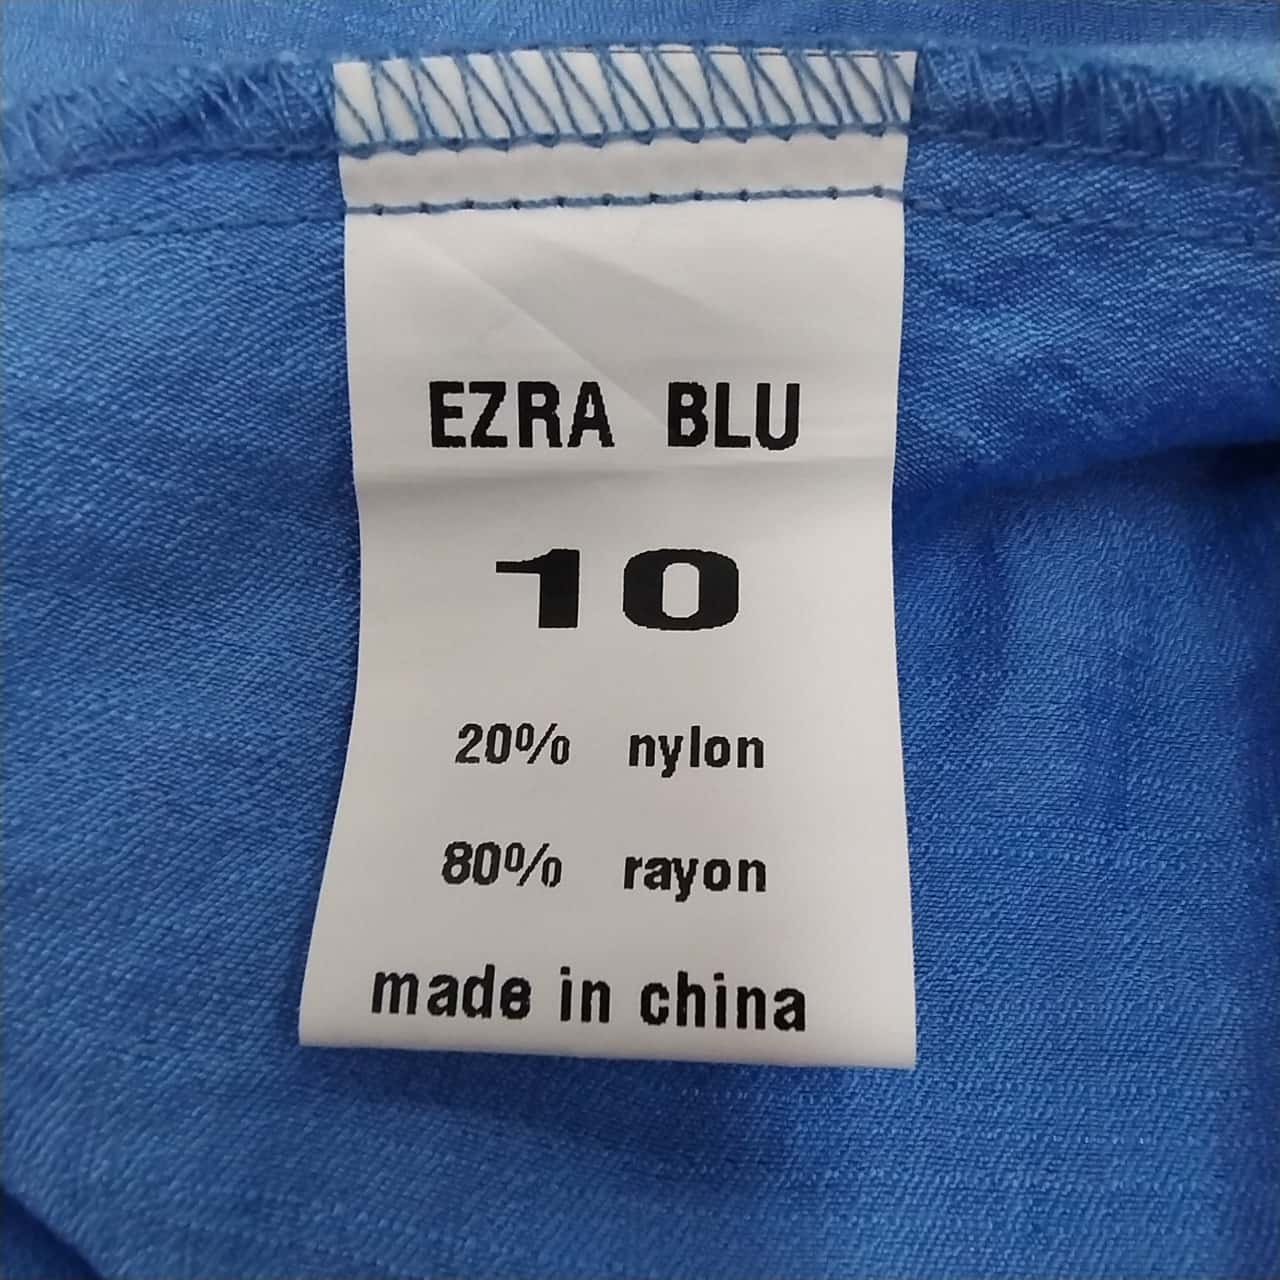 EZRA BLU
10
20% nylon
80% rayon
made in china